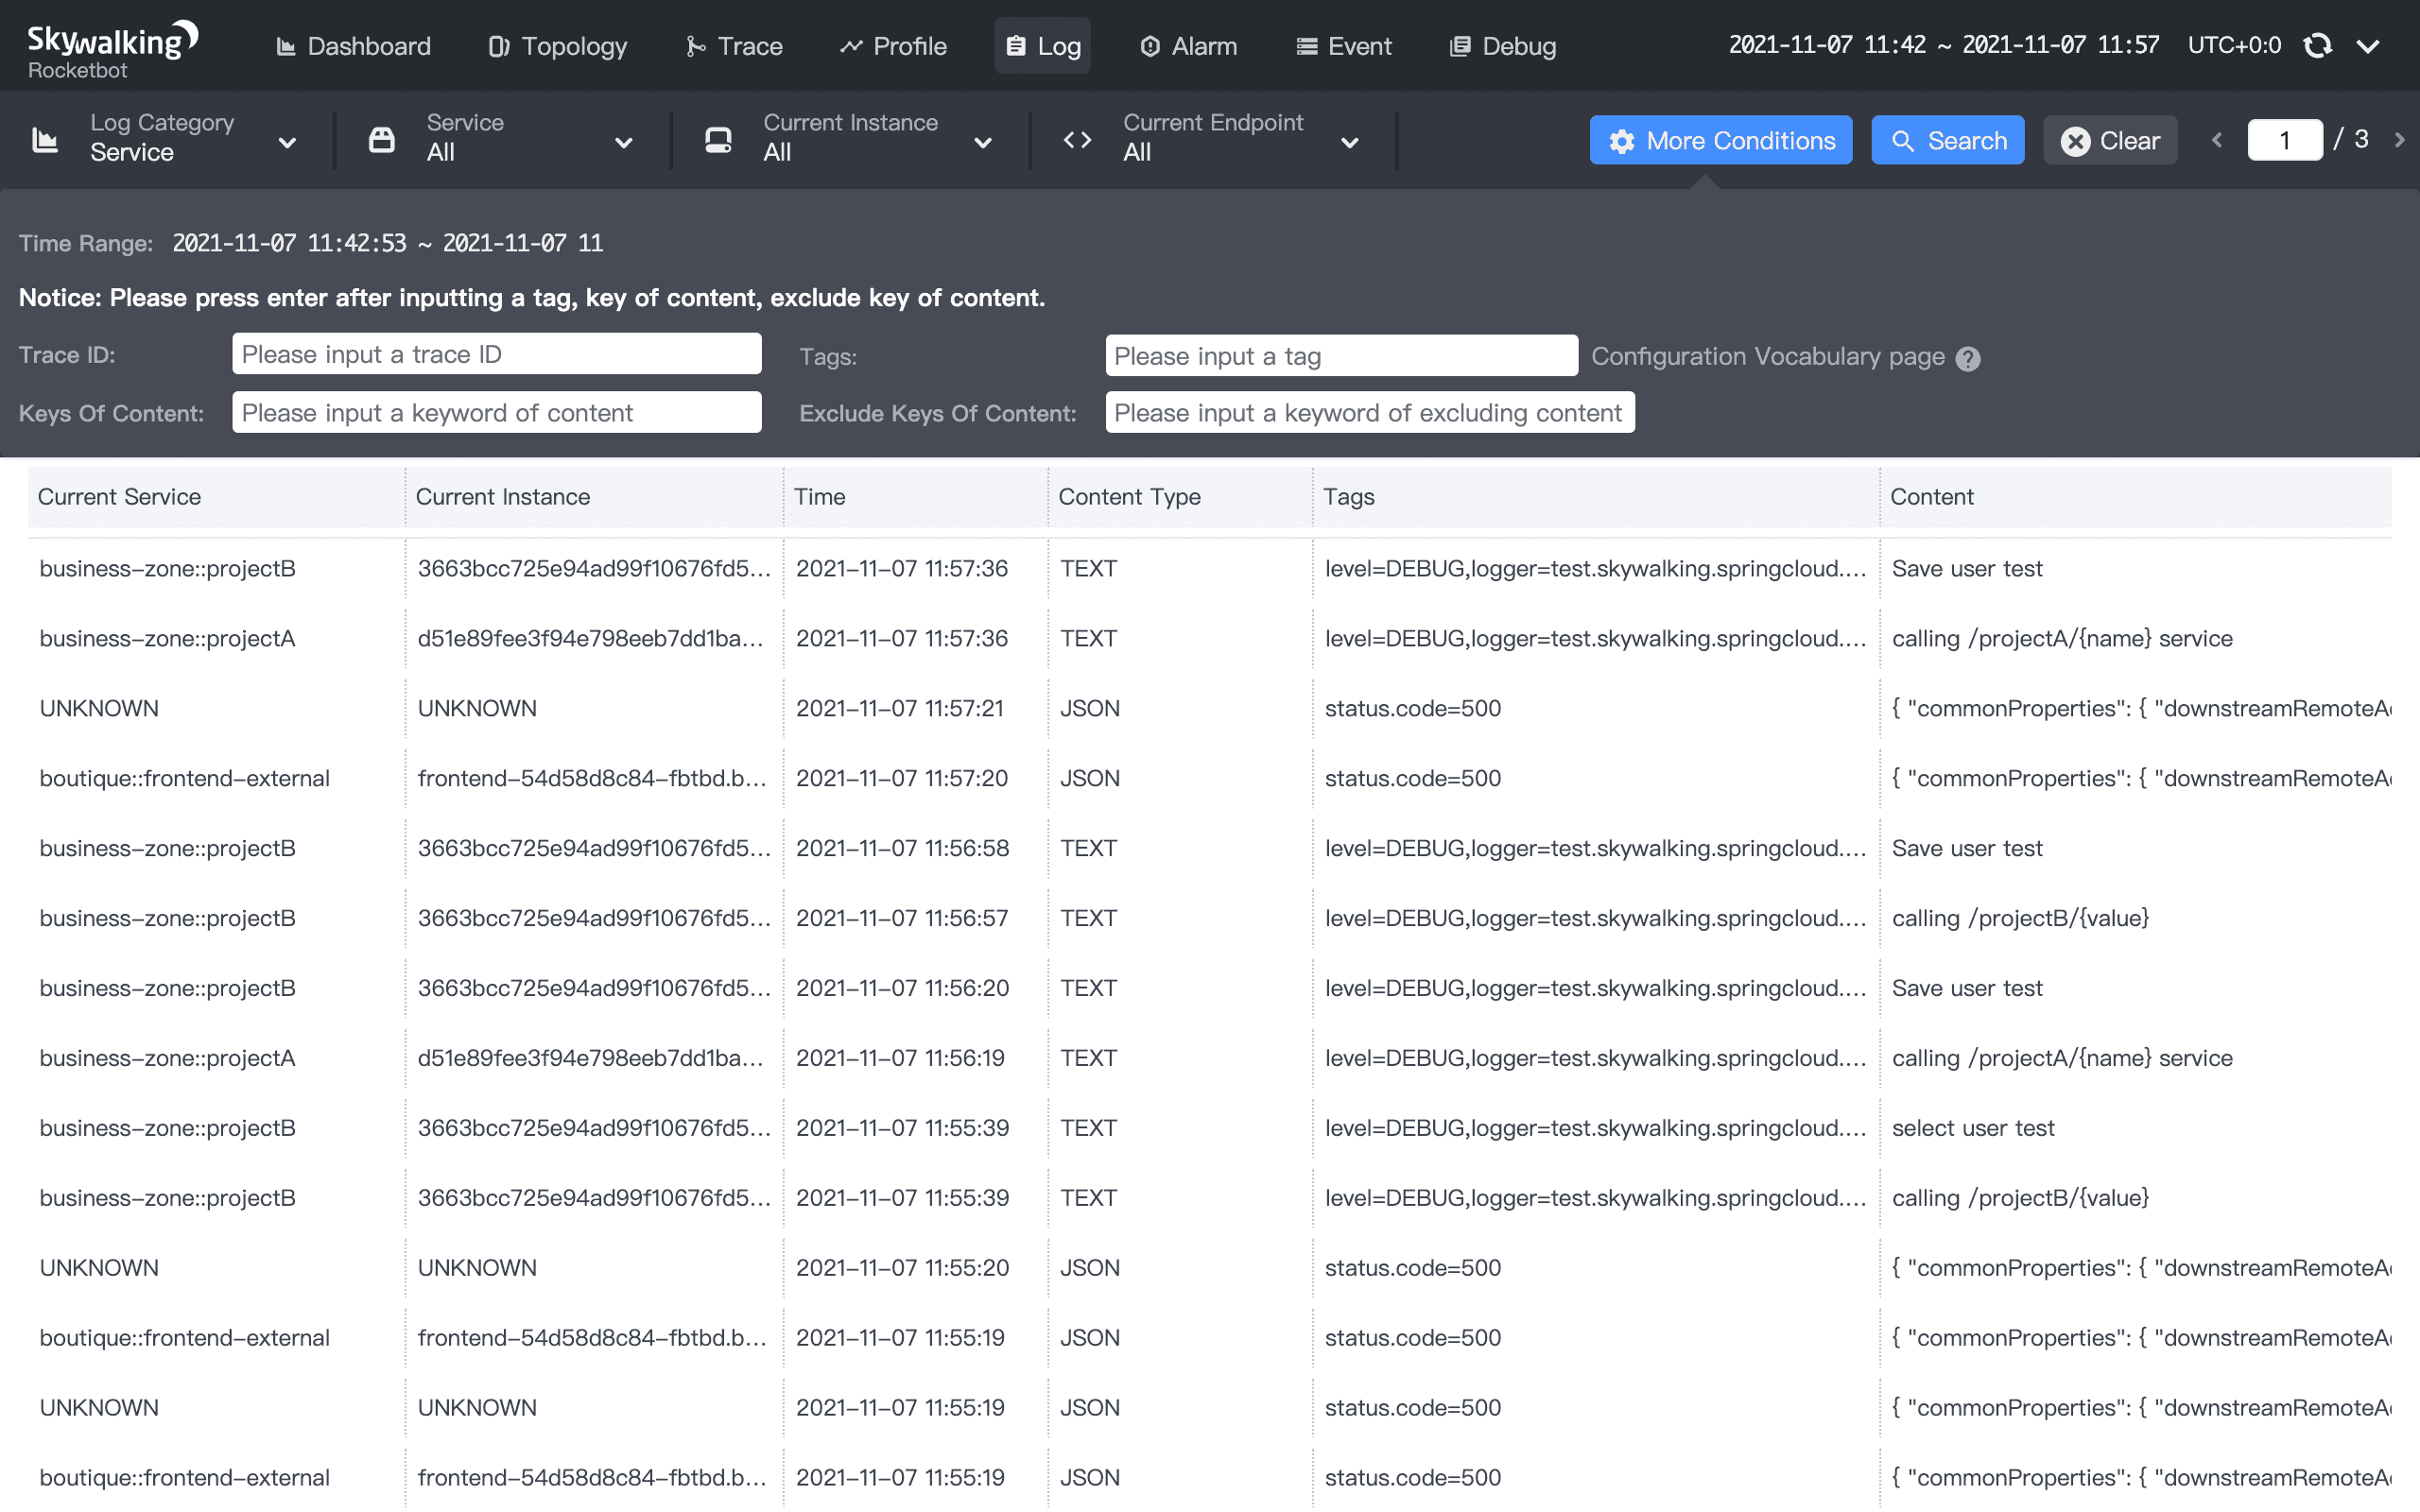 Skywalking
Rocketbot
Dashboard Topology Trace Profile Log Alarm Event Debug 2021-11-07 11:42 ~ 2021-11-07 11:57 UTC+0:0
Log Category Service Current Instance Current Endpoint
Service All All All More Conditions Search Clear 1 / 3
Time Range: 2021-11-07 11:42:53 ~ 2021-11-07 11
Notice: Please press enter after inputting a tag, key of content, exclude key of content.
Trace ID: Please input a trace ID Tags: Please input a tag Configuration Vocabulary page ?
Keys Of Content: Please input a keyword of content Exclude Keys Of Content: Please input a keyword of excluding content
Current Service Current Instance Time Content Type Tags Content
business-zone::projectB 3663bcc725e94ad99f10676fd5... 2021-11-07 11:57:36 TEXT level=DEBUG,logger=test.skywalking.springcloud.... Save user test
business-zone::projectA d51e89fee3f94e798eeb7dd1ba... 2021-11-07 11:57:36 TEXT level=DEBUG,logger=test.skywalking.springcloud.... calling /projectA/{name} service
UNKNOWN UNKNOWN 2021-11-07 11:57:21 JSON status.code=500 { "commonProperties": { "downstreamRemoteA
boutique::frontend-external frontend-54d58d8c84-fbtbd.b... 2021-11-07 11:57:20 JSON status.code=500 { "commonProperties": { "downstreamRemoteA
business-zone::projectB 3663bcc725e94ad99f10676fd5... 2021-11-07 11:56:58 TEXT level=DEBUG,logger=test.skywalking.springcloud.... Save user test
business-zone::projectB 3663bcc725e94ad99f10676fd5... 2021-11-07 11:56:57 TEXT level=DEBUG,logger=test.skywalking.springcloud.... calling /projectB/{value}
business-zone::projectB 3663bcc725e94ad99f10676fd5... 2021-11-07 11:56:20 TEXT level=DEBUG,logger=test.skywalking.springcloud.... Save user test
business-zone::projectA d51e89fee3f94e798eeb7dd1ba... 2021-11-07 11:56:19 TEXT level=DEBUG,logger=test.skywalking.springcloud.... calling /projectA/{name} service
business-zone::projectB 3663bcc725e94ad99f10676fd5... 2021-11-07 11:55:39 TEXT level=DEBUG,logger=test.skywalking.springcloud.... select user test
business-zone::projectB 3663bcc725e94ad99f10676fd5... 2021-11-07 11:55:39 TEXT level=DEBUG,logger=test.skywalking.springcloud.... calling /projectB/{value}
UNKNOWN UNKNOWN 2021-11-07 11:55:20 JSON status.code=500 { "commonProperties": { "downstreamRemoteA
boutique::frontend-external frontend-54d58d8c84-fbtbd.b... 2021-11-07 11:55:19 JSON status.code=500 { "commonProperties": { "downstreamRemoteA
UNKNOWN UNKNOWN 2021-11-07 11:55:19 JSON status.code=500 { "commonProperties": { "downstreamRemoteA
boutique::frontend-external frontend-54d58d8c84-fbtbd.b... 2021-11-07 11:55:19 JSON status.code=500 { "commonProperties": { "downstreamRemoteA